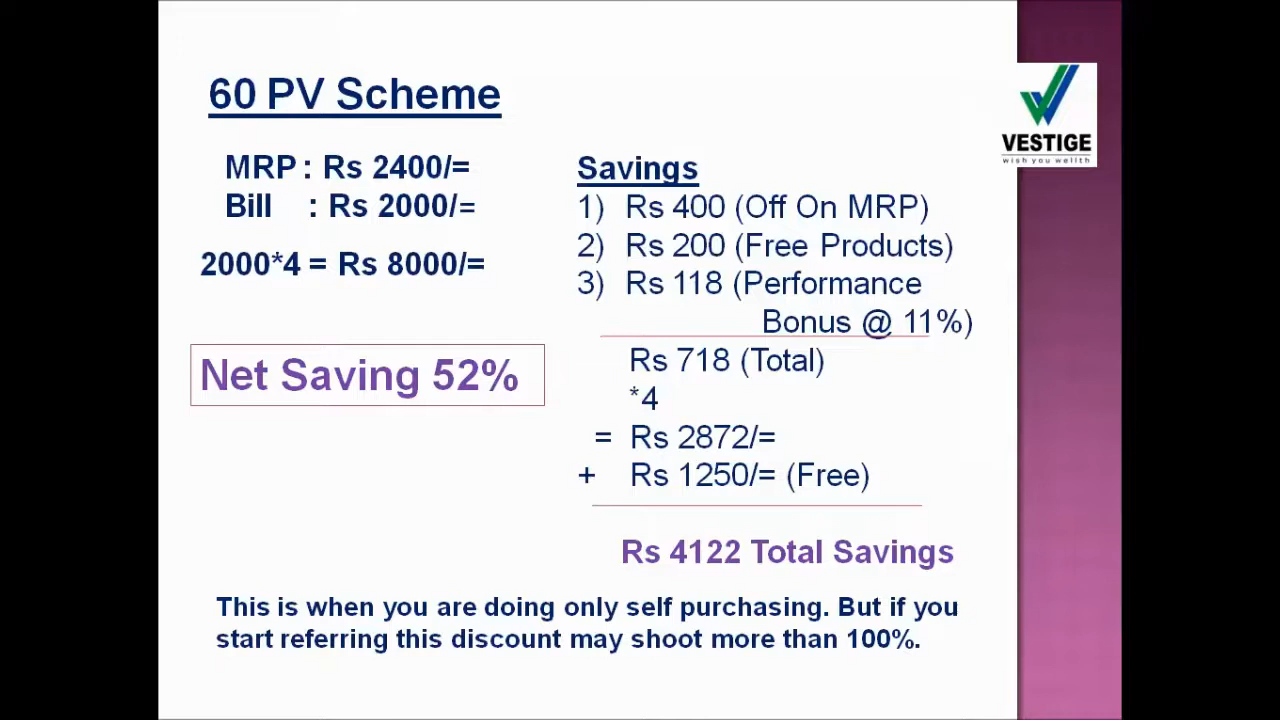 60 PV Scheme
MRP : Rs 2400/=
Bill : Rs 2000/=
2000*4 = Rs 8000/=
Net Saving 52%
Savings
1) Rs 400 (Off On MRP)
2) Rs 200 (Free Products)
3) Rs 118 (Performance
Bonus @ 11%)
Rs 718 (Total)
*4
= Rs 2872/=
+ Rs 1250/= (Free)
Rs 4122 Total Savings
This is when you are doing only self purchasing. But if you
start referring this discount may shoot more than 100%.
VESTIGE
wish you wellth